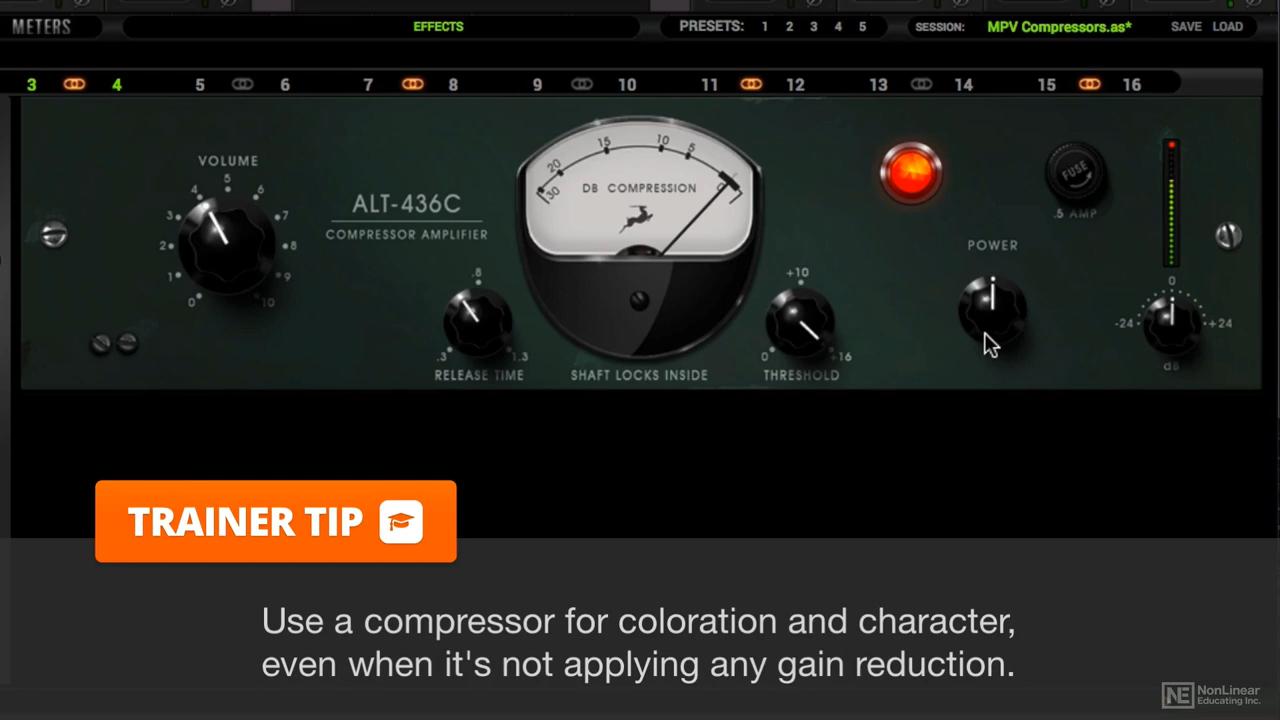 METERS EFFECTS PRESETS: 1 2 3 4 5 SESSION: MPV Compressors.as* SAVE LOAD
3 4 5 6 7 8 9 10 11 12 13 14 15 16
VOLUME
0 1 2 3 4 5 6 7 8 9 10
ALT-436C
COMPRESSOR AMPLIFIER
30 20 15 10 5 0
DB COMPRESSION
.3 .8 1.3
RELEASE TIME
SHAFT LOCKS INSIDE
0 +10 +16
THRESHOLD
POWER
FUSE
.5 AMP
-24 0 +24
dB
TRAINER TIP
Use a compressor for coloration and character,
even when it's not applying any gain reduction.
NE NonLinear
Educating Inc.